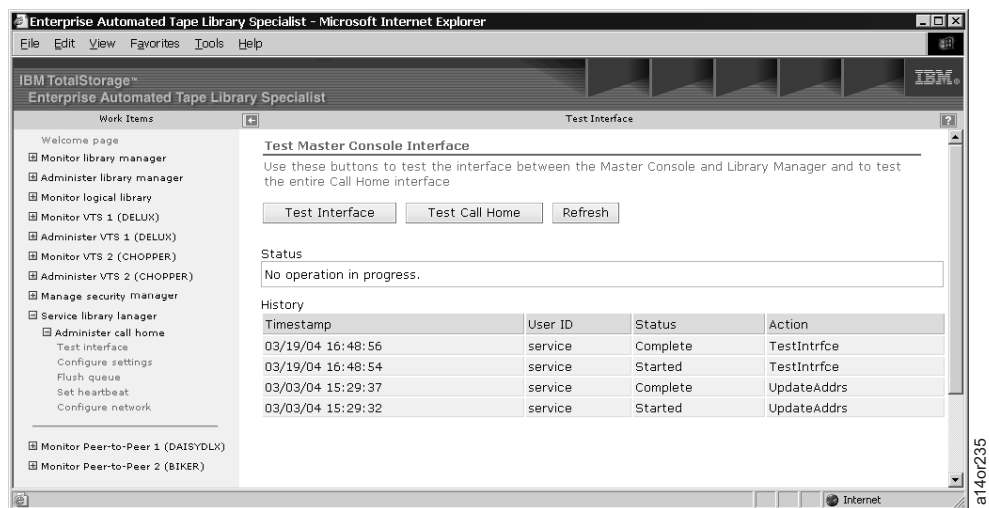 Enterprise Automated Tape Library Specialist - Microsoft Internet Explorer
File Edit View Favorites Tools Help
IBM TotalStorage™
Enterprise Automated Tape Library Specialist
IBM®
Work Items
Test Interface
?
Welcome page
Monitor library manager
Administer library manager
Monitor logical library
Monitor VTS 1 (DELUX)
Administer VTS 1 (DELUX)
Monitor VTS 2 (CHOPPER)
Administer VTS 2 (CHOPPER)
Manage security manager
Service library lanager
Administer call home
Test interface
Configure settings
Flush queue
Set heartbeat
Configure network
Monitor Peer-to-Peer 1 (DAISYDLX)
Monitor Peer-to-Peer 2 (BIKER)
Test Master Console Interface
Use these buttons to test the interface between the Master Console and Library Manager and to test
the entire Call Home interface
Test Interface Test Call Home Refresh
Status
No operation in progress.
History
Timestamp User ID Status Action
03/19/04 16:48:56 service Complete TestIntrfce
03/19/04 16:48:54 service Started TestIntrfce
03/03/04 15:29:37 service Complete UpdateAddrs
03/03/04 15:29:32 service Started UpdateAddrs
Internet
a14or235